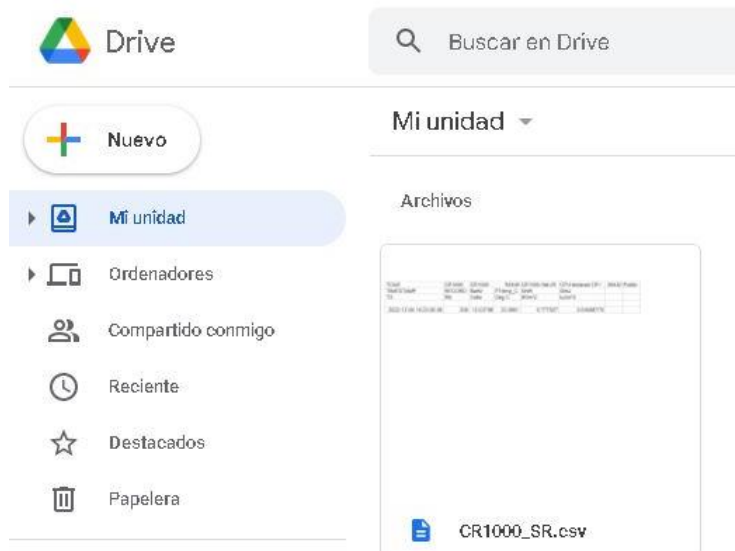 Drive
Buscar en Drive
Nuevo
Mi unidad
Mi unidad
Archivos
Ordenadores
Compartido conmigo
Reciente
Destacados
Papelera
CR1000_SR.csv